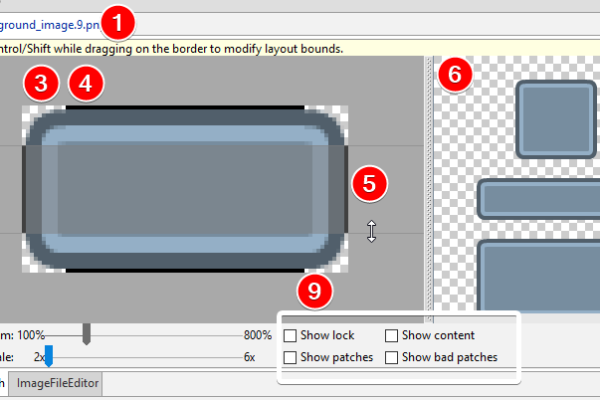 ground_image.9.pn
1
ntrol/Shift while dragging on the border to modify layout bounds.
3 4 6
5
9
m: 100% 800%
le: 2x 6x
Show lock Show content
Show patches Show bad patches
h ImageFileEditor